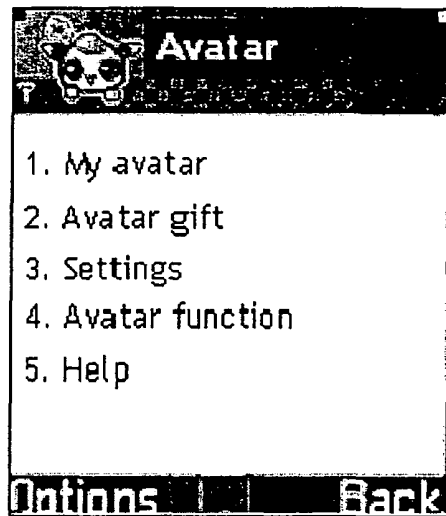 Avatar
1. My avatar
2. Avatar gift
3. Settings
4. Avatar function
5. Help
Options Back